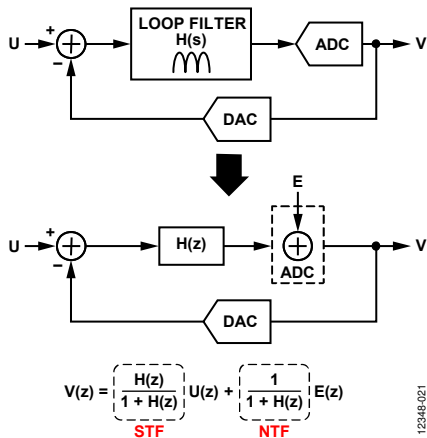 LOOP FILTER
H(s)
U
+
−
ADC
V
DAC
E
U
+
−
H(z)
ADC
V
DAC
V(z) = H(z) / 1 + H(z) U(z) + 1 / 1 + H(z) E(z)
STF NTF
12348-021